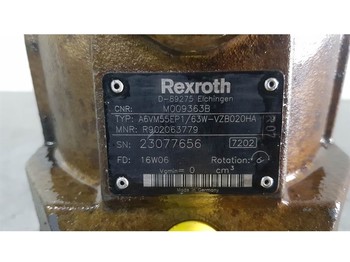 Rexroth
D-89275 Elchingen
CNR: M009363B
TYP: A6VM55EP1/63W-VZB020HA
MNR: R902063779
SN: 23077656 7202
FD: 16W06 Rotation:
Vgmin= 0 cm³
Made in Germany